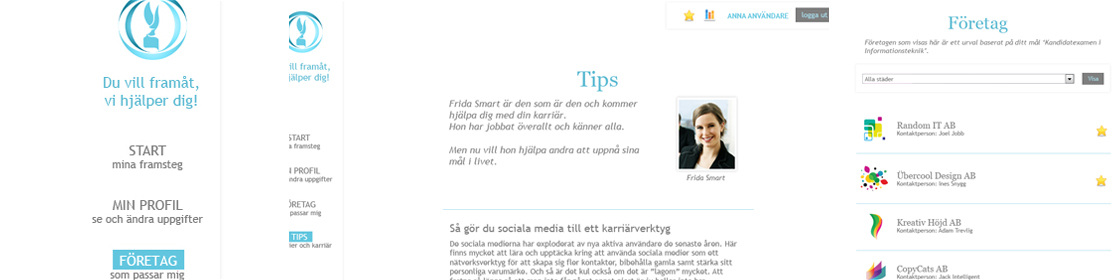 Du vill framåt,
vi hjälper dig!
START
mina framsteg
MIN PROFIL
se och ändra uppgifter
FÖRETAG
som passar mig
ill framåt,
jälper dig!
START
a framsteg
N PROFIL
ändra uppgifter
ÖRETAG
passar mig
TIPS
er och karriär
ANNA ANVÄNDARE
logga ut
Tips
Frida Smart är den som är den och kommer
hjälpa dig med din karriär.
Hon har jobbat överallt och känner alla.
Men nu vill hon hjälpa andra att uppnå sina
mål i livet.
Frida Smart
Så gör du sociala media till ett karriärverktyg
De sociala medierna har exploderat av nya aktiva användare de senaste åren. Här
finns mycket att lära och upptäcka kring att använda sociala medier som ett
nätverksverktyg för att skapa sig fler kontakter, bibehålla gamla samt stärka sitt
personliga varumärke. Och så är det kul också om det är "lagom" mycket. Att
Företag
Företagen som visas här är ett urval baserat på ditt mål 'Kandidatexamen i
Informationsteknik'.
Alla städer
Visa
Random IT AB
Kontaktperson: Joel Jobb
Übercool Design AB
Kontaktperson: Ines Snygg
Kreativ Höjd AB
Kontaktperson: Adam Trevlig
CopyCats AB
Kontaktperson: Jack Intelligent